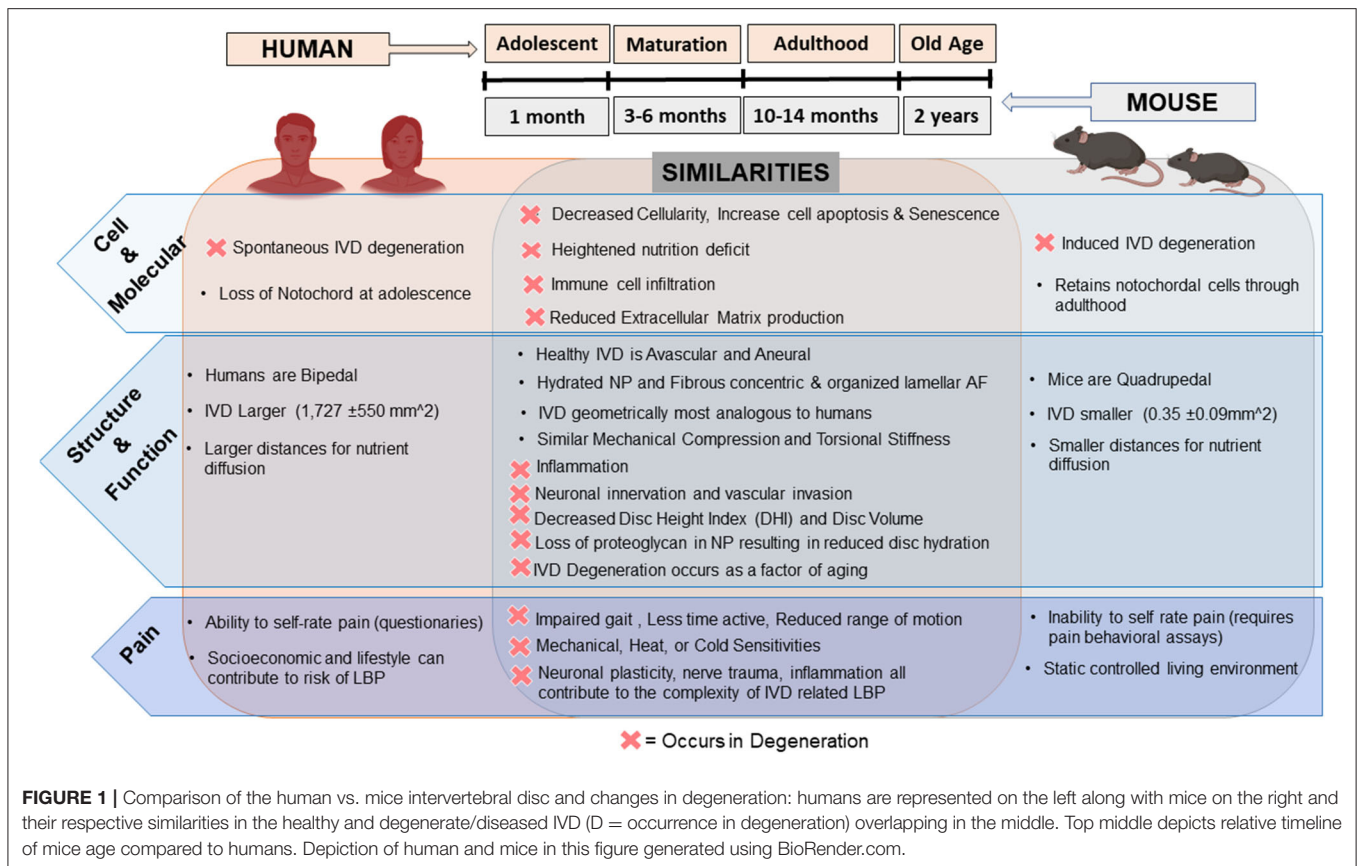 HUMAN
Adolescent
Maturation
Adulthood
Old Age
1 month
3-6 months
10-14 months
2 years
MOUSE
SIMILARITIES
Cell
&
Molecular
Spontaneous IVD degeneration
• Loss of Notochord at adolescence
Decreased Cellularity, Increase cell apoptosis & Senescence
Heightened nutrition deficit
Immune cell infiltration
Reduced Extracellular Matrix production
Induced IVD degeneration
• Retains notochordal cells through
adulthood
Structure
&
Function
• Humans are Bipedal
• IVD Larger (1,727 ±550 mm^2)
• Larger distances for nutrient
diffusion
• Healthy IVD is Avascular and Aneural
• Hydrated NP and Fibrous concentric & organized lamellar AF
• IVD geometrically most analogous to humans
• Similar Mechanical Compression and Torsional Stiffness
Inflammation
Neuronal innervation and vascular invasion
Decreased Disc Height Index (DHI) and Disc Volume
Loss of proteoglycan in NP resulting in reduced disc hydration
IVD Degeneration occurs as a factor of aging
• Mice are Quadrupedal
• IVD smaller (0.35 ±0.09mm^2)
• Smaller distances for nutrient
diffusion
Pain
• Ability to self-rate pain (questionaries)
• Socioeconomic and lifestyle can
contribute to risk of LBP
Impaired gait , Less time active, Reduced range of motion
Mechanical, Heat, or Cold Sensitivities
Neuronal plasticity, nerve trauma, inflammation all
contribute to the complexity of IVD related LBP
• Inability to self rate pain (requires
pain behavioral assays)
• Static controlled living environment
= Occurs in Degeneration
FIGURE 1 | Comparison of the human vs. mice intervertebral disc and changes in degeneration: humans are represented on the left along with mice on the right and
their respective similarities in the healthy and degenerate/diseased IVD (D = occurrence in degeneration) overlapping in the middle. Top middle depicts relative timeline
of mice age compared to humans. Depiction of human and mice in this figure generated using BioRender.com.